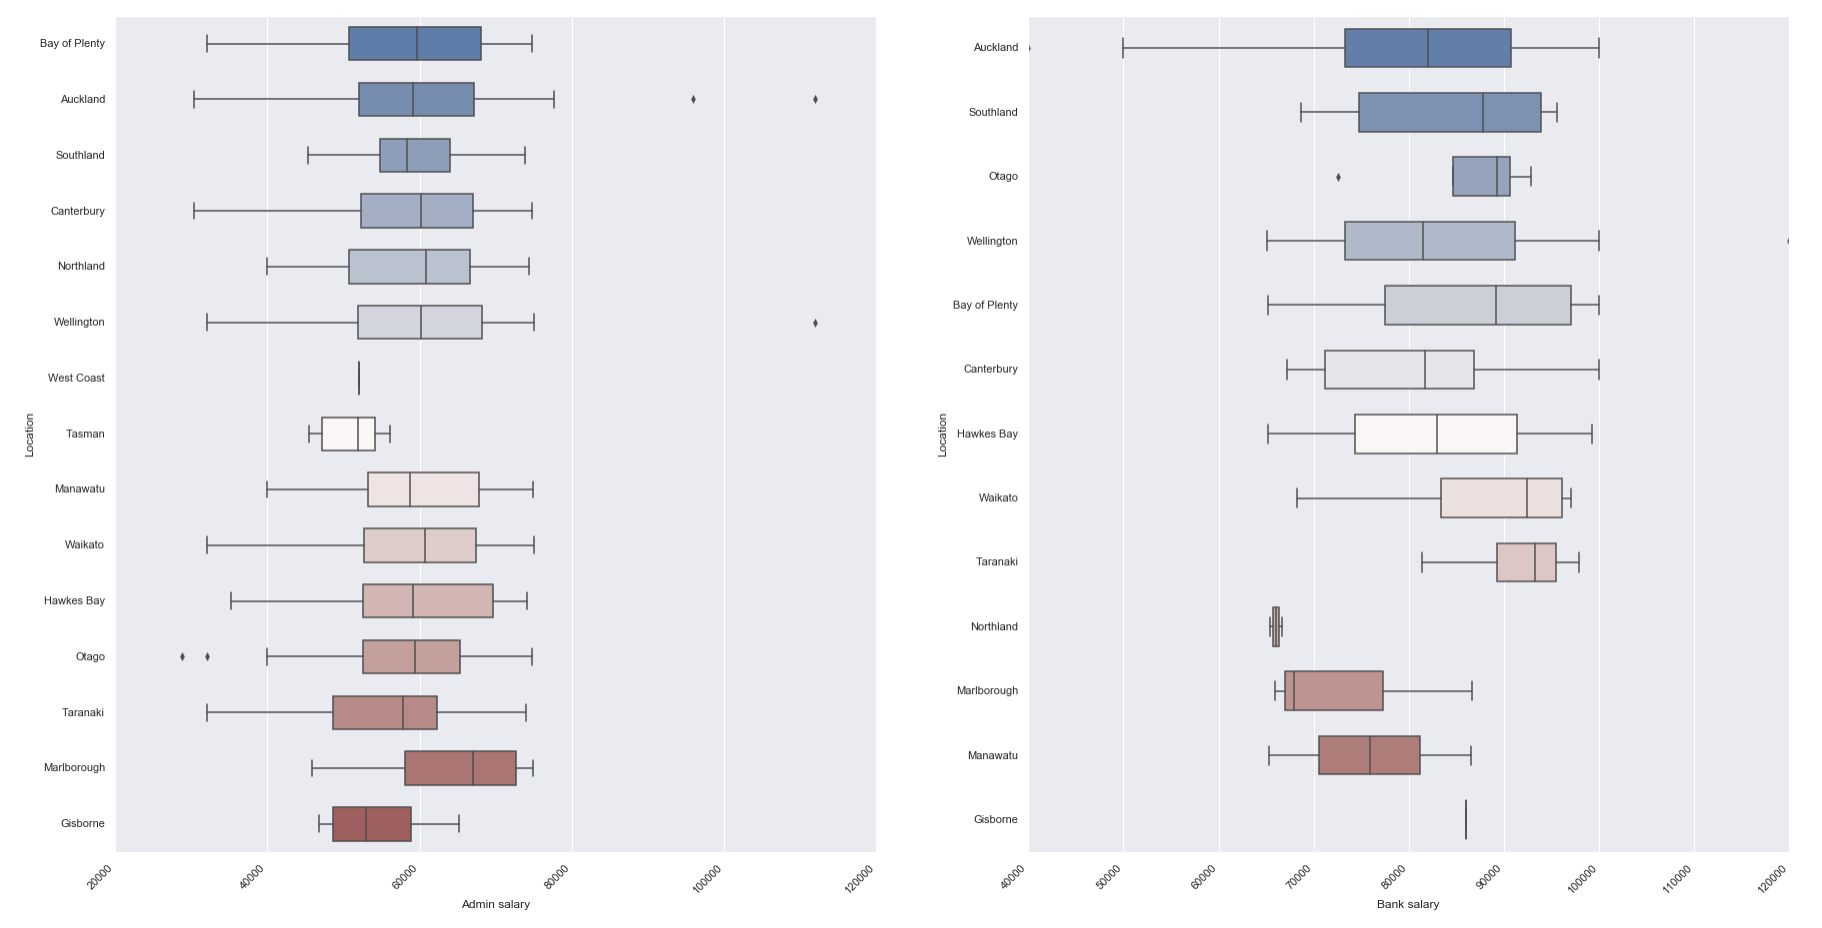 Bay of Plenty
Auckland
Southland
Canterbury
Northland
Wellington
West Coast
Tasman
Manawatu
Waikato
Hawkes Bay
Otago
Taranaki
Marlborough
Gisborne
Location
20000
40000
60000
80000
100000
120000
Admin salary
Auckland
Southland
Otago
Wellington
Bay of Plenty
Canterbury
Hawkes Bay
Waikato
Taranaki
Northland
Marlborough
Manawatu
Gisborne
Location
40000
50000
60000
70000
80000
90000
100000
110000
120000
Bank salary